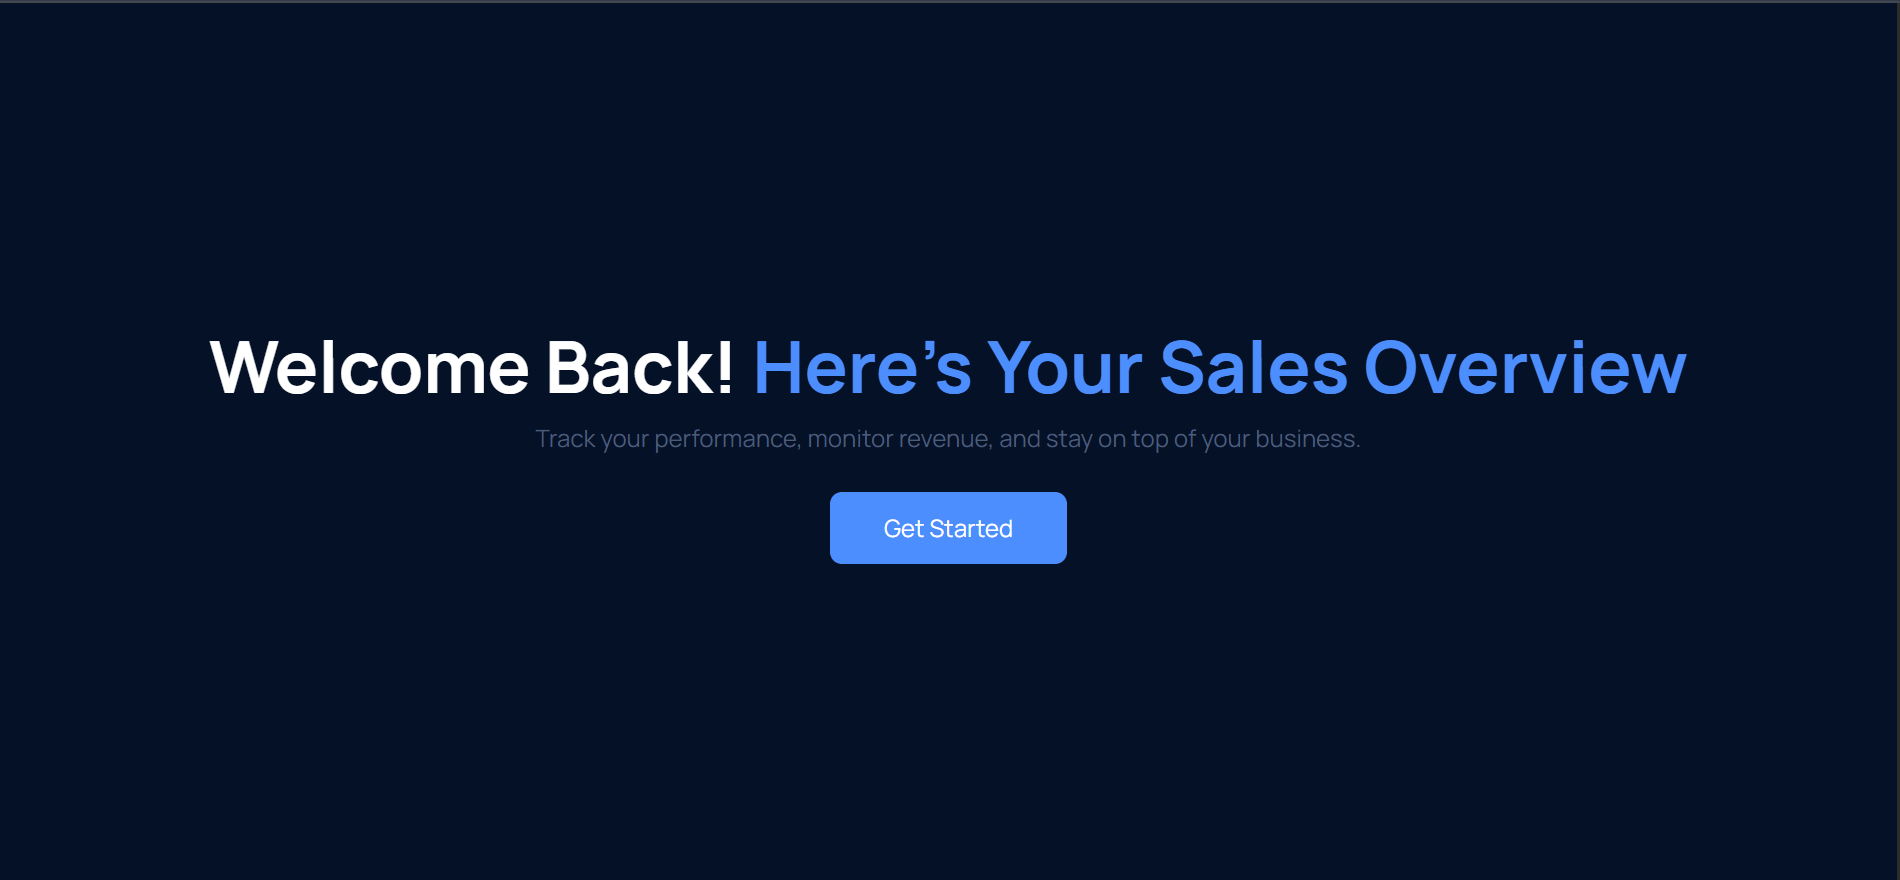 Welcome Back! Here’s Your Sales Overview
Track your performance, monitor revenue, and stay on top of your business.
Get Started